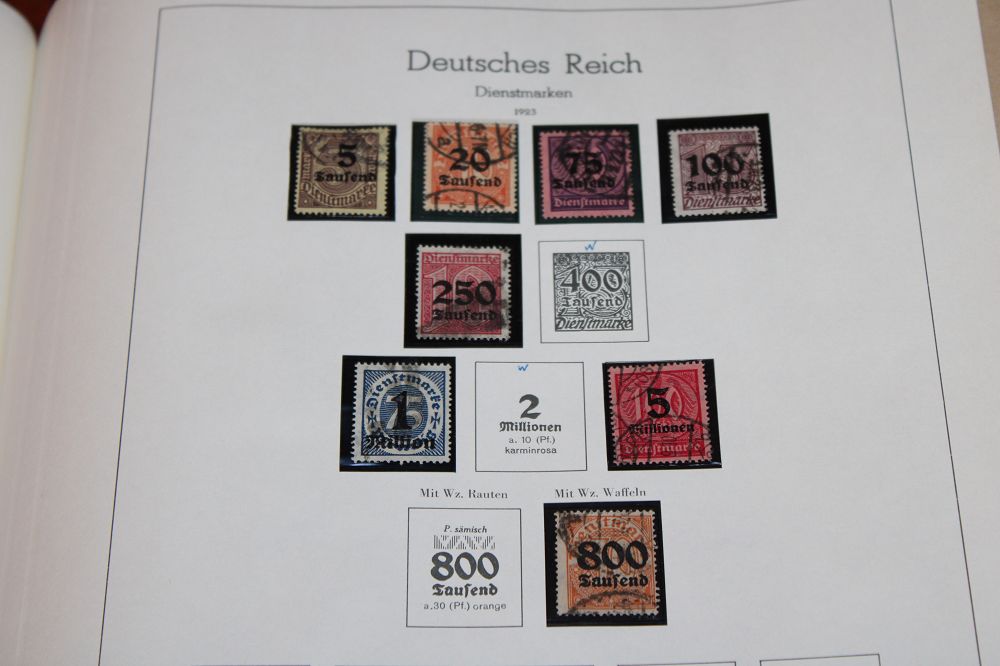 Deutsches Reich
Dienstmarken
1923
5
Tausend
Dienstmarke
20
Tausend
75
Tausend
Dienstmarke
100
Tausend
Dienstmarke
Dienstmarke
10
250
Tausend
w
400
Tausend
Dienstmarke
Dienstmarke
75
1
Million
w
2
Millionen
a. 10 (Pf.)
karminrosa
5
Millionen
Dienstmarke
Mit Wz. Rauten
Mit Wz. Waffeln
P. sämisch
800
Tausend
a. 30 (Pf.) orange
800
Tausend